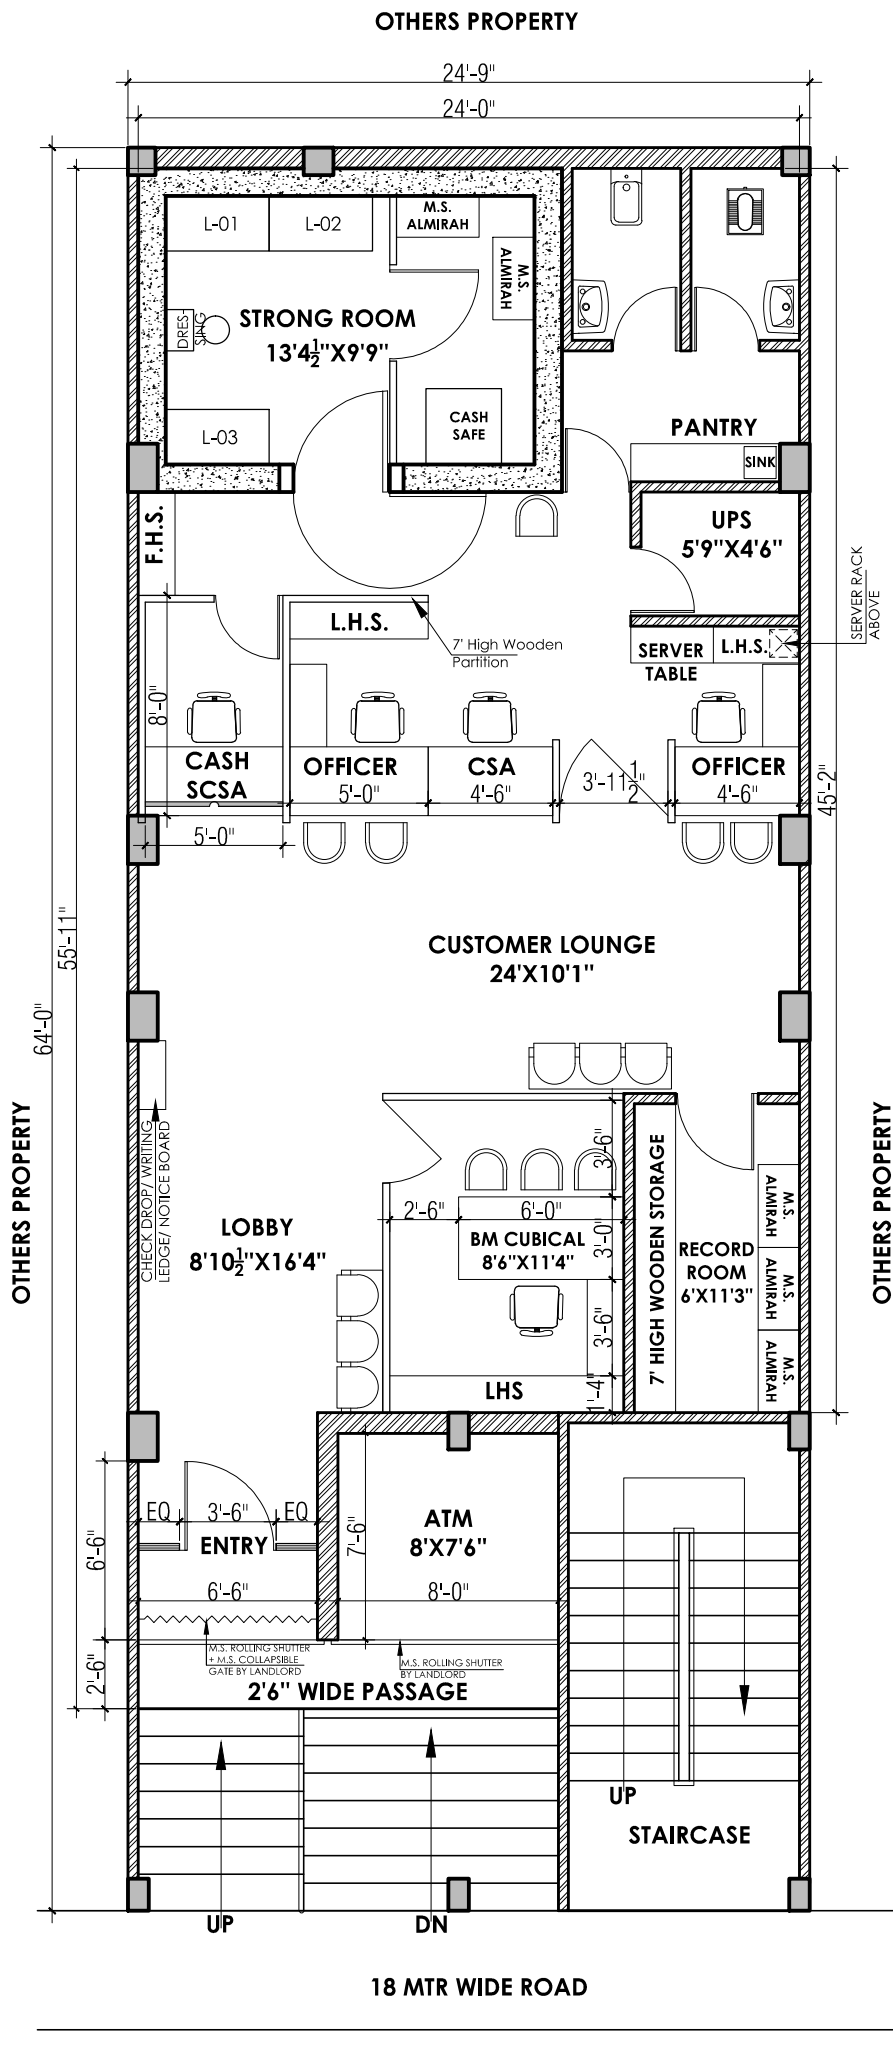 OTHERS PROPERTY
24'-9"
24'-0"
L-01
L-02
M.S.
ALMIRAH
M.S.
ALMIRAH
DRES-
SING
STRONG ROOM
13'4½"X9'9"
L-03
CASH
SAFE
PANTRY
SINK
F.H.S.
UPS
5'9"X4'6"
SERVER RACK
ABOVE
L.H.S.
7' High Wooden
Partition
SERVER
TABLE
L.H.S.
8'-0"
CASH
SCSA
OFFICER
5'-0"
CSA
4'-6"
3'-11½"
OFFICER
4'-6"
45'-2"
5'-0"
55'-11"
64'-0"
CUSTOMER LOUNGE
24'X10'1"
OTHERS PROPERTY
CHECK DROP/ WRITING
LEDGE/ NOTICE BOARD
LOBBY
8'10½"X16'4"
3'-6"
2'-6"
6'-0"
BM CUBICAL
8'6"X11'4"
3'-0"
3'-6"
LHS
1'-4"
7' HIGH WOODEN STORAGE
RECORD
ROOM
6'X11'3"
M.S.
ALMIRAH
M.S.
ALMIRAH
M.S.
ALMIRAH
OTHERS PROPERTY
EQ
3'-6"
EQ
ENTRY
6'-6"
6'-6"
7'-6"
ATM
8'X7'6"
8'-0"
M.S. ROLLING SHUTTER
+ M.S. COLLAPSIBLE
GATE BY LANDLORD
M.S. ROLLING SHUTTER
BY LANDLORD
2'-6"
2'6" WIDE PASSAGE
UP
STAIRCASE
UP
DN
18 MTR WIDE ROAD